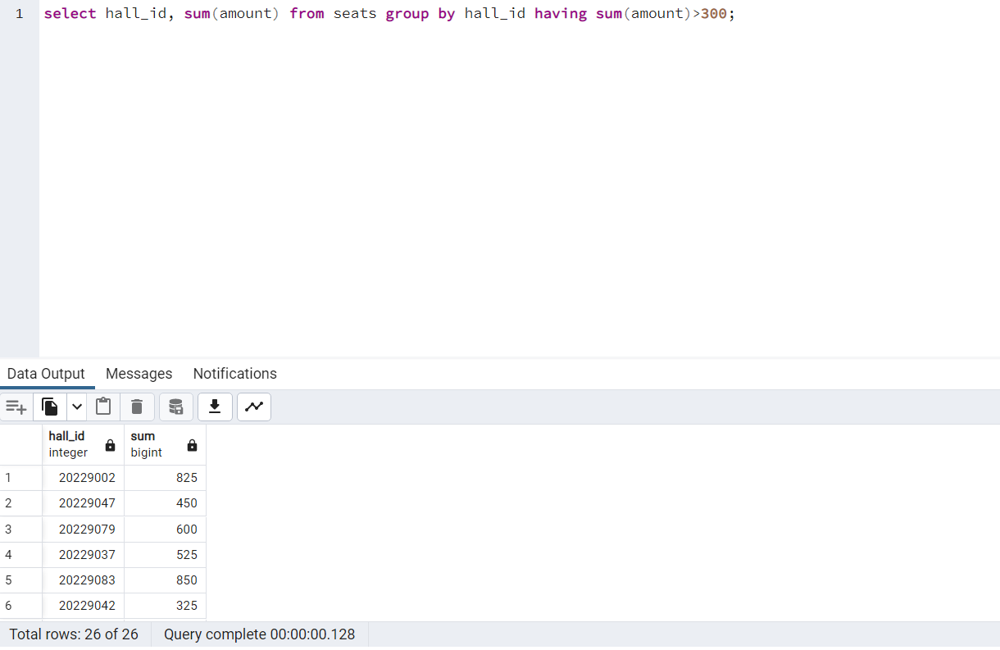 1 select hall_id, sum(amount) from seats group by hall_id having sum(amount)>300;
Data Output Messages Notifications
hall_id sum
integer bigint
1 20229002 825
2 20229047 450
3 20229079 600
4 20229037 525
5 20229083 850
6 20229042 325
Total rows: 26 of 26 Query complete 00:00:00.128